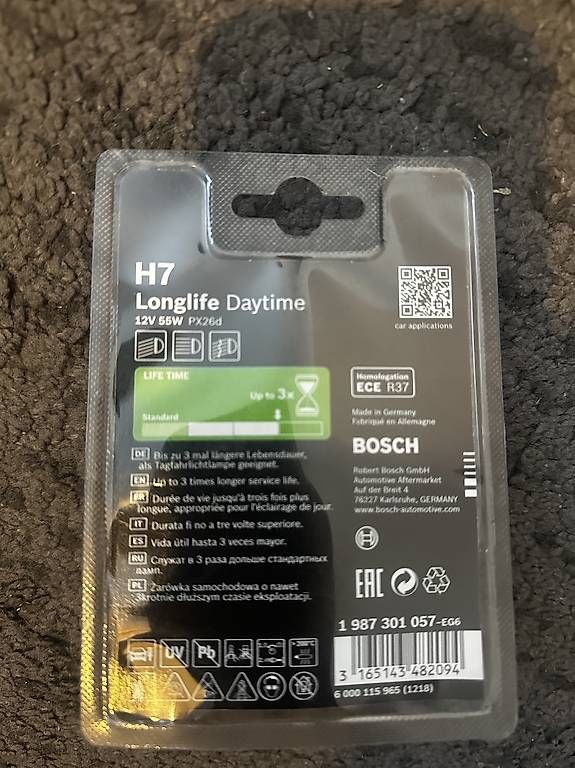 H7
Longlife Daytime
12V 55W PX26d
car applications
LIFE TIME
Up to 3x
Standard
Homologation
ECE R37
Made in Germany
Fabriqué en Allemagne
BOSCH
Robert Bosch GmbH
Automotive Aftermarket
Auf der Breit 4
76227 Karlsruhe, GERMANY
www.bosch-automotive.com
DE Bis zu 3 mal längere Lebensdauer,
als Tagfahrlichtlampe geeignet.
EN Up to 3 times longer service life.
FR Durée de vie jusqu'à trois fois plus
longue, appropriée pour l'éclairage de jour.
IT Durata fi no a tre volte superiore.
ES Vida útil hasta 3 veces mayor.
RU Служат в 3 раза дольше стандартных
ламп.
PL Żarówka samochodowa o nawet
3krotnie dłuższym czasie eksploatacji.
EAC
1 987 301 057-EG6
UV Pb
3 165143 482094
6 000 115 965 (1218)